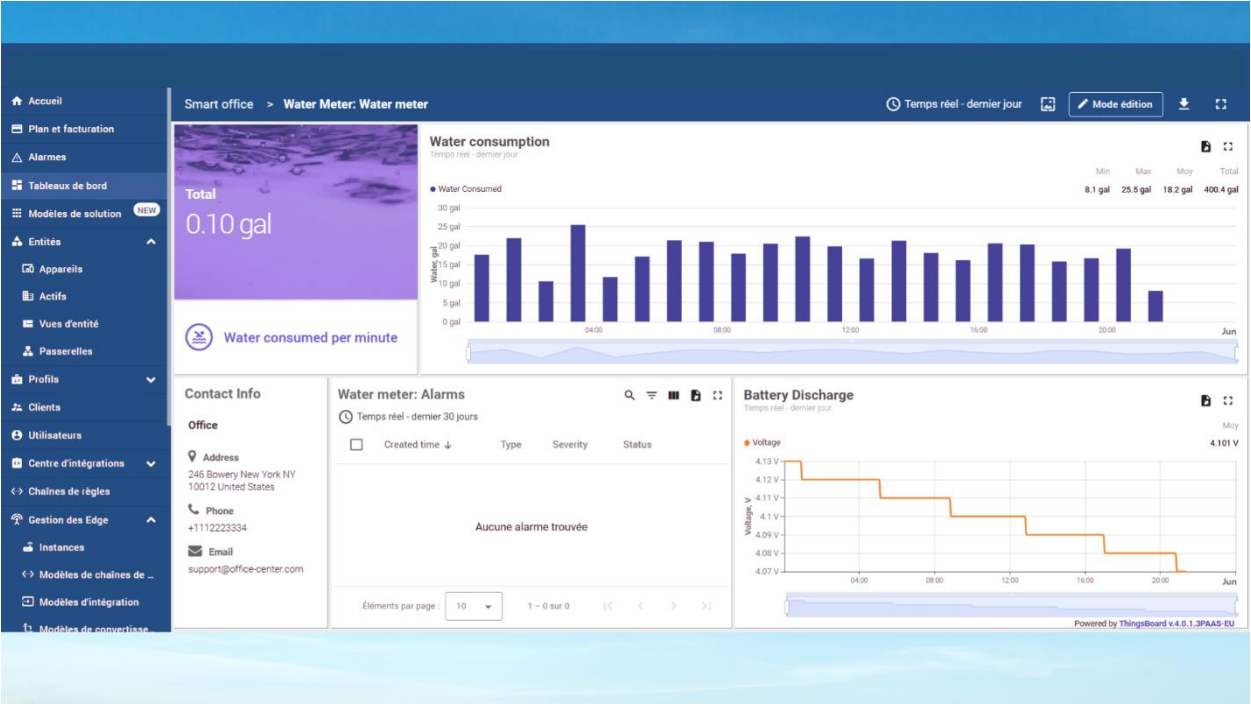 Accueil
Plan et facturation
Alarmes
Tableaux de bord
Modèles de solution NEW
Entités
Appareils
Actifs
Vues d'entité
Passerelles
Profils
Clients
Utilisateurs
Centre d'intégrations
Chaînes de règles
Gestion des Edge
Instances
Modèles de chaînes de ...
Modèles d'intégration
Modèles de convertisse...
Smart office > Water Meter: Water meter
Temps réel - dernier jour
Mode édition
Total
0.10 gal
Water consumed per minute
Water consumption
Temps réel - dernier jour
Min Max Moy Total
Water Consumed 8.1 gal 25.5 gal 18.2 gal 400.4 gal
Water, gal
30 gal
25 gal
20 gal
15 gal
10 gal
5 gal
0 gal
04:00 08:00 12:00 16:00 20:00 Jun
Contact Info
Office
Address
246 Bowery New York NY
10012 United States
Phone
+1112223334
Email
support@office-center.com
Water meter: Alarms
Temps réel - dernier 30 jours
Created time Type Severity Status
Aucune alarme trouvée
Éléments par page : 10 1 – 0 sur 0
Battery Discharge
Temps réel - dernier jour
Moy
Voltage 4.101 V
Voltage, V
4.13 V
4.12 V
4.11 V
4.1 V
4.09 V
4.08 V
4.07 V
04:00 08:00 12:00 16:00 20:00 Jun
Powered by ThingsBoard v.4.0.1.3PAAS-EU